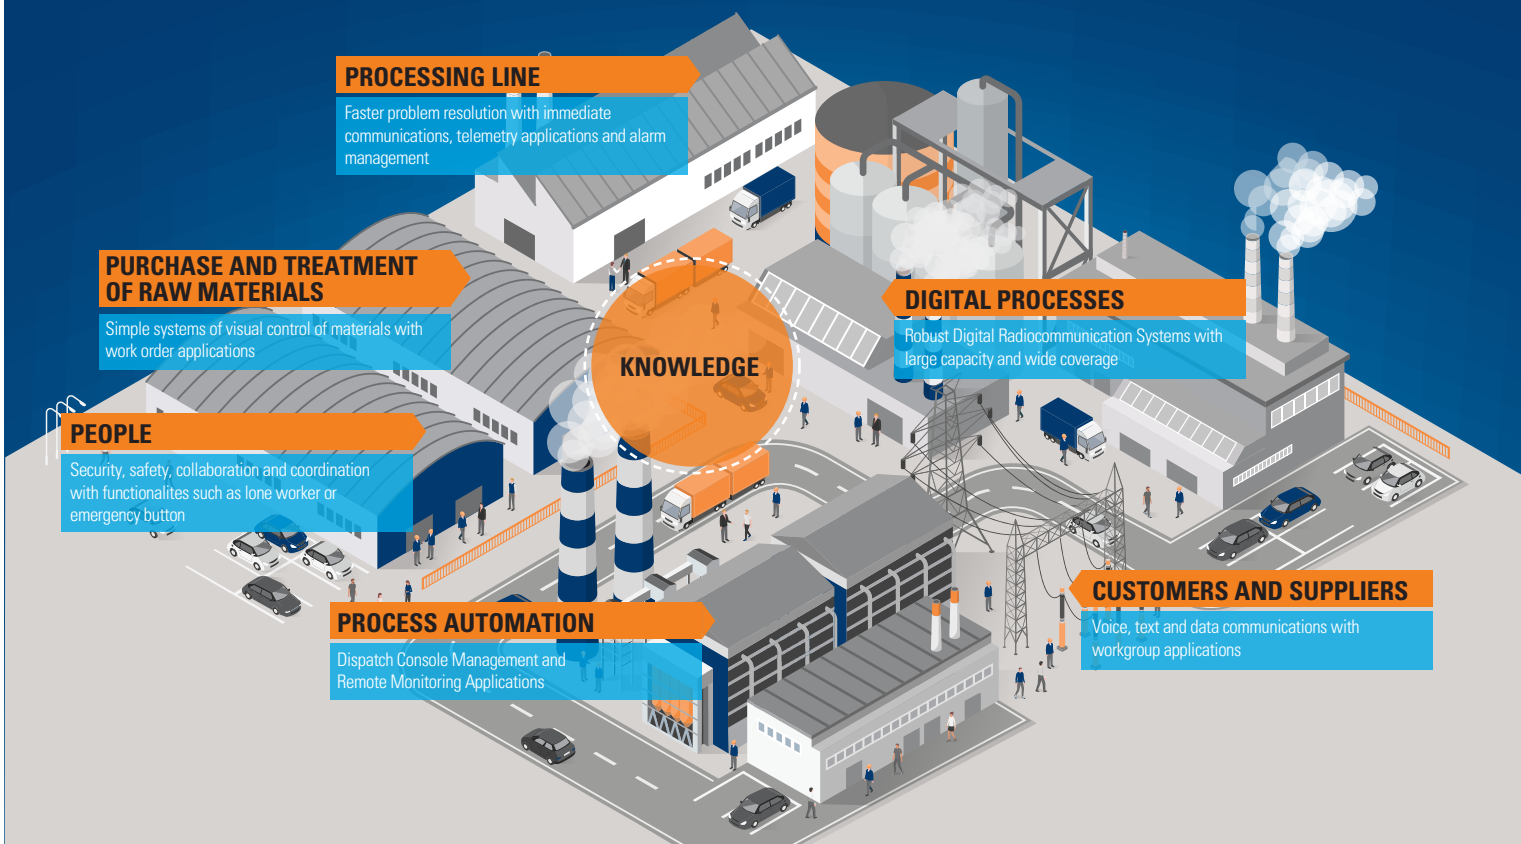 PROCESSING LINE
Faster problem resolution with immediate
communications, telemetry applications and alarm
management
PURCHASE AND TREATMENT
OF RAW MATERIALS
Simple systems of visual control of materials with
work order applications
KNOWLEDGE
DIGITAL PROCESSES
Robust Digital Radiocommunication Systems with
large capacity and wide coverage
PEOPLE
Security, safety, collaboration and coordination
with functionalites such as lone worker or
emergency button
PROCESS AUTOMATION
Dispatch Console Management and
Remote Monitoring Applications
CUSTOMERS AND SUPPLIERS
Voice, text and data communications with
workgroup applications